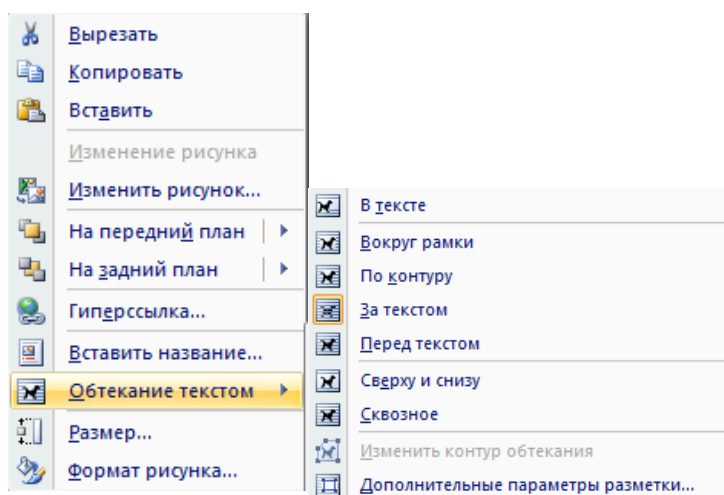 Вырезать
Копировать
Вставить
Изменение рисунка
Изменить рисунок...
На передний план
На задний план
Гиперссылка...
Вставить название...
Обтекание текстом
Размер...
Формат рисунка...
В тексте
Вокруг рамки
По контуру
За текстом
Перед текстом
Сверху и снизу
Сквозное
Изменить контур обтекания
Дополнительные параметры разметки...